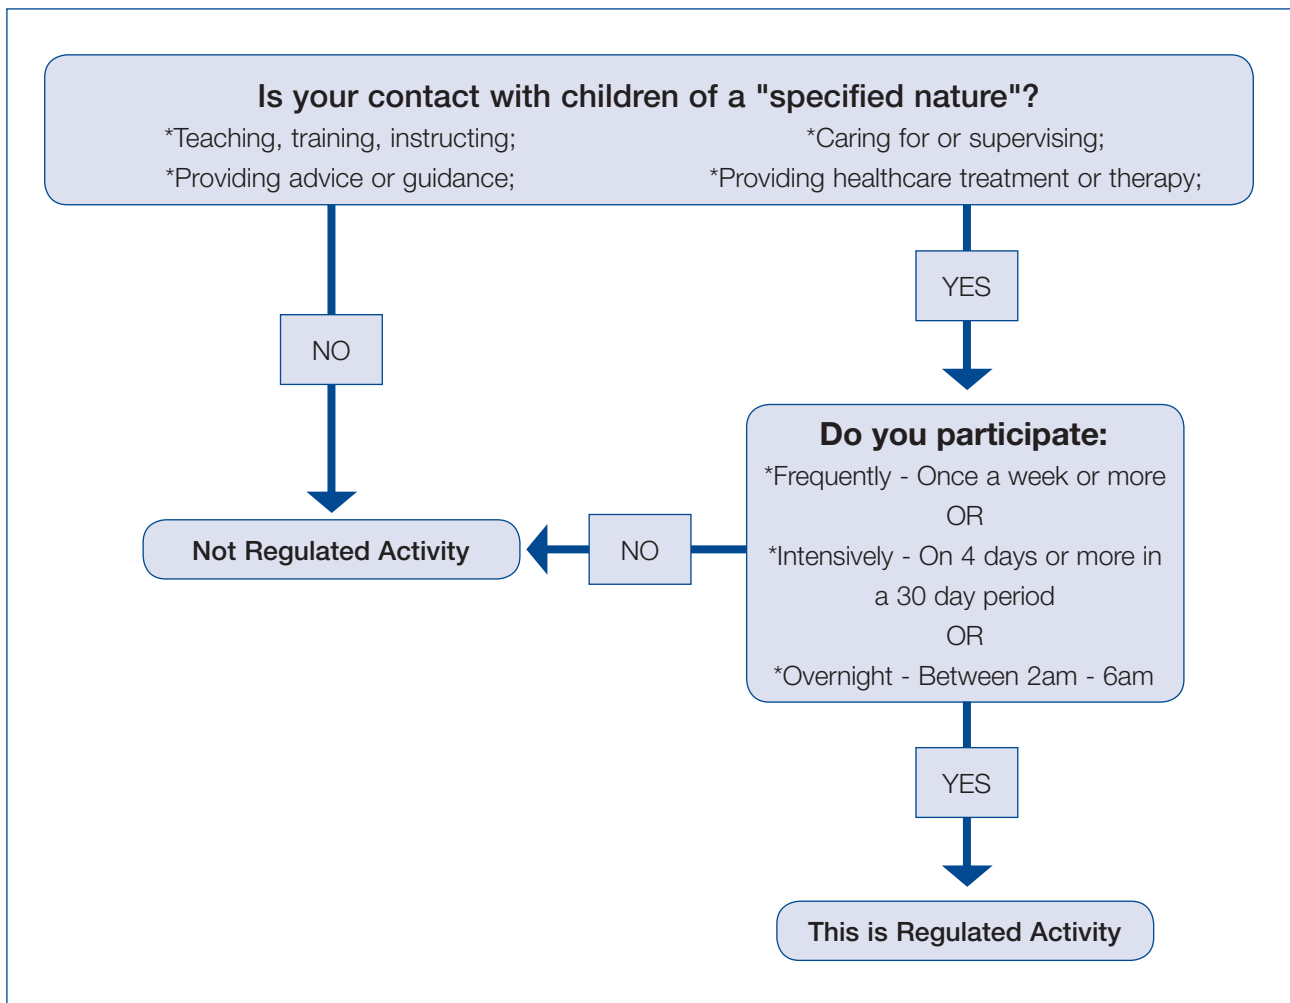 Is your contact with children of a "specified nature"?
*Teaching, training, instructing;
*Caring for or supervising;
*Providing advice or guidance;
*Providing healthcare treatment or therapy;
YES
NO
Do you participate:
*Frequently - Once a week or more
OR
*Intensively - On 4 days or more in
a 30 day period
OR
*Overnight - Between 2am - 6am
NO
Not Regulated Activity
YES
This is Regulated Activity